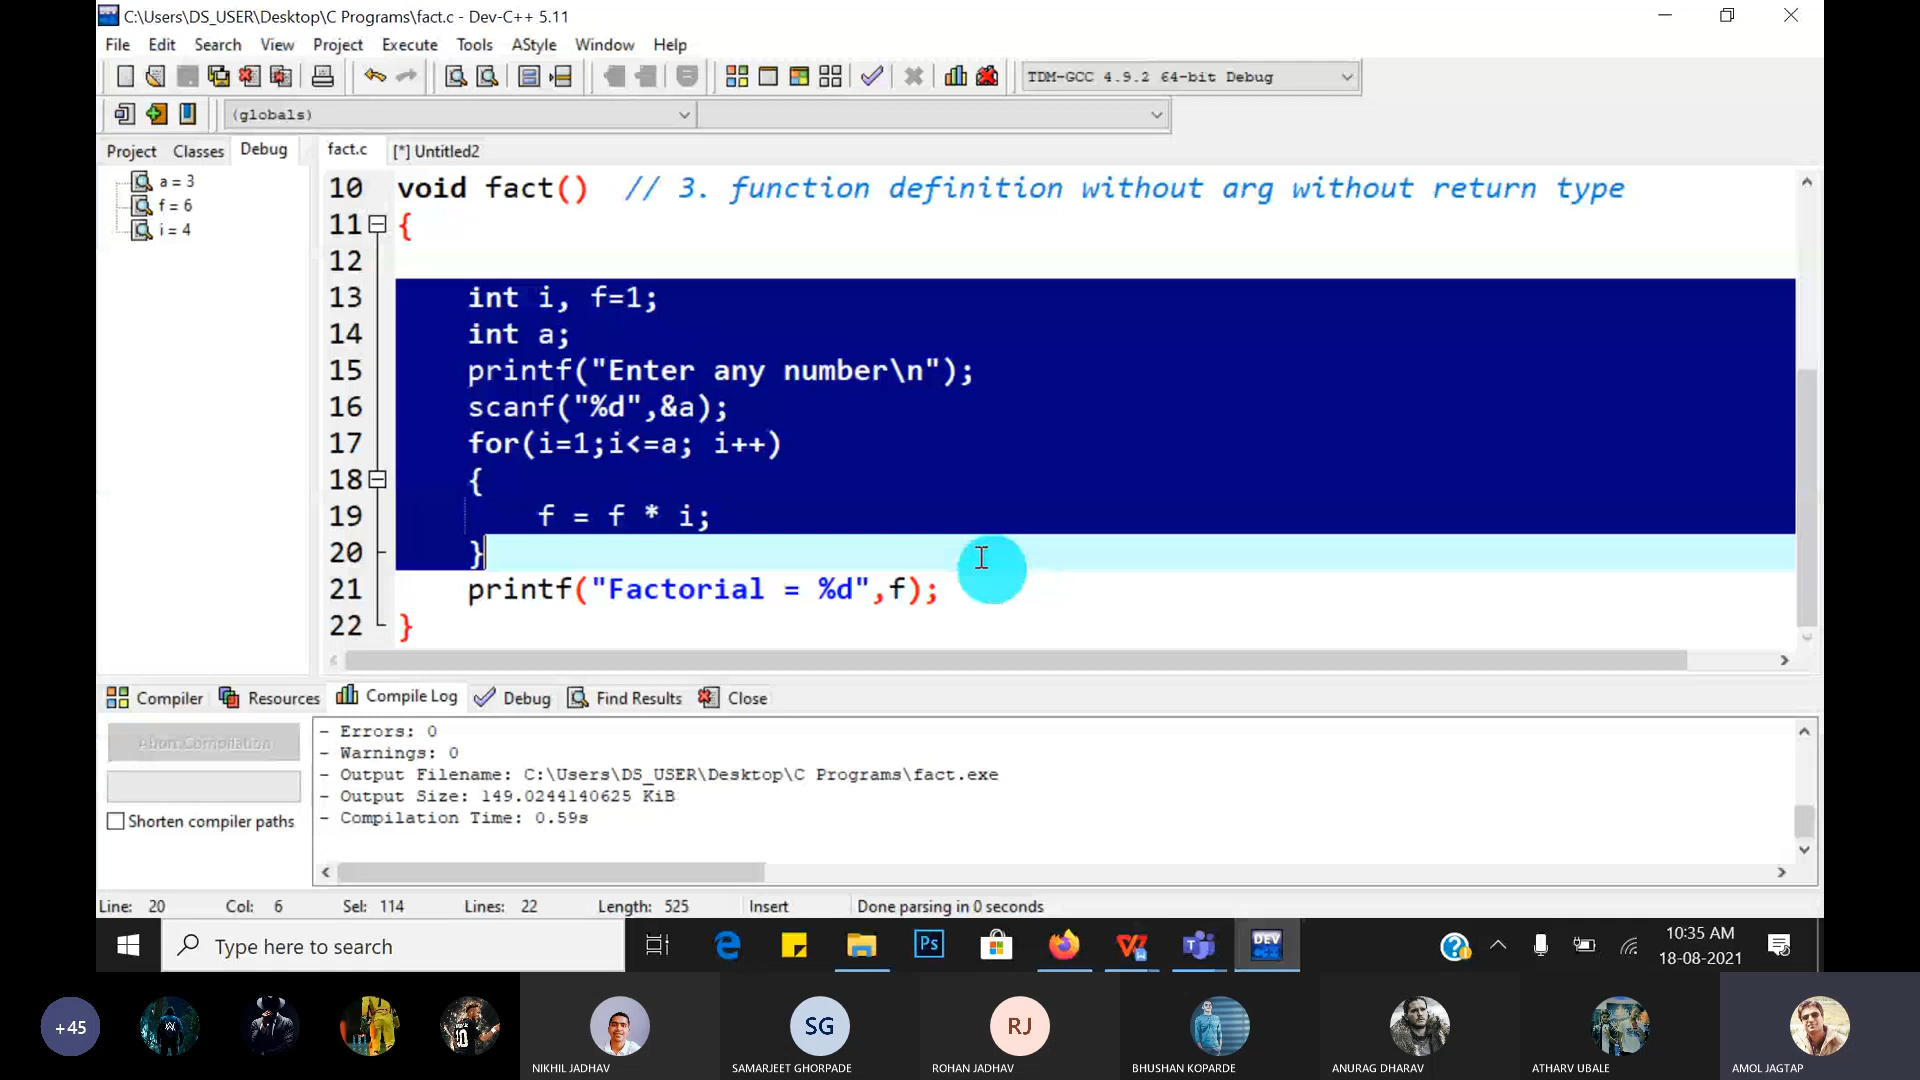 C:\Users\DS_USER\Desktop\C Programs\fact.c - Dev-C++ 5.11
File Edit Search View Project Execute Tools AStyle Window Help
TDM-GCC 4.9.2 64-bit Debug
(globals)
Project Classes Debug
fact.c [*] Untitled2
a = 3
f = 6
i = 4
10 void fact() // 3. function definition without arg without return type
11 {
12
13 int i, f=1;
14 int a;
15 printf("Enter any number\n");
16 scanf("%d",&a);
17 for(i=1;i<=a; i++)
18 {
19 f = f * i;
20 }
21 printf("Factorial = %d",f);
22 }
Compiler Resources Compile Log Debug Find Results Close
Abort Compilation
Shorten compiler paths
- Errors: 0
- Warnings: 0
- Output Filename: C:\Users\DS_USER\Desktop\C Programs\fact.exe
- Output Size: 149.0244140625 KiB
- Compilation Time: 0.59s
Line: 20 Col: 6 Sel: 114 Lines: 22 Length: 525 Insert Done parsing in 0 seconds
Type here to search
Ps
DEV
10:35 AM
18-08-2021
+45
SG
RJ
NIKHIL JADHAV
SAMARJEET GHORPADE
ROHAN JADHAV
BHUSHAN KOPARDE
ANURAG DHARAV
ATHARV UBALE
AMOL JAGTAP